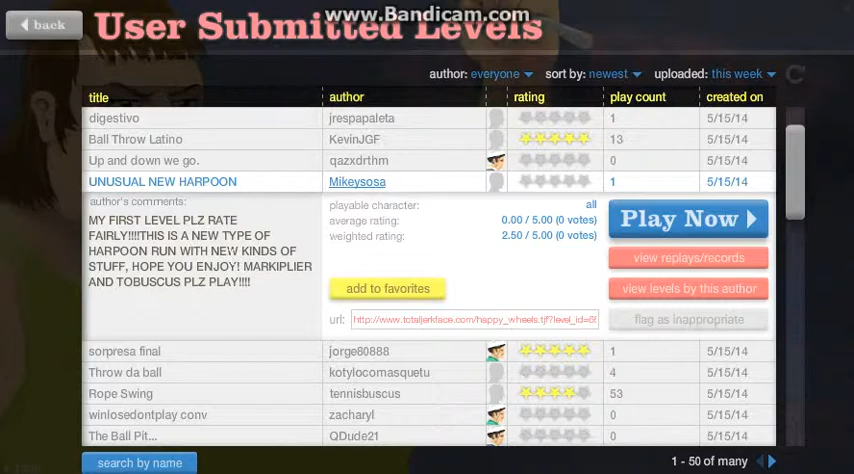 www.Bandicam.com
back
User Submitted Levels
author: everyone sort by: newest uploaded: this week
title author rating play count created on
digestivo jrespapaleta 1 5/15/14
Ball Throw Latino KevinJGF 13 5/15/14
Up and down we go. qazxdrthm 0 5/15/14
UNUSUAL NEW HARPOON Mikeysosa 1 5/15/14
author's comments:
MY FIRST LEVEL PLZ RATE
FAIRLY!!!!THIS IS A NEW TYPE OF
HARPOON RUN WITH NEW KINDS OF
STUFF, HOPE YOU ENJOY! MARKIPLIER
AND TOBUSCUS PLZ PLAY!!!!
playable character: all
average rating: 0.00 / 5.00 (0 votes)
weighted rating: 2.50 / 5.00 (0 votes)
add to favorites
url: http://www.totaljerkface.com/happy_wheels.tjf?level_id=6
Play Now
view replays/records
view levels by this author
flag as inappropriate
sorpresa final jorge80888 1 5/15/14
Throw da ball kotylocomasquetu 4 5/15/14
Rope Swing tennisbuscus 53 5/15/14
winlosedontplay conv zacharyl 0 5/15/14
The Ball Pit... QDude21 0 5/15/14
search by name
1 - 50 of many